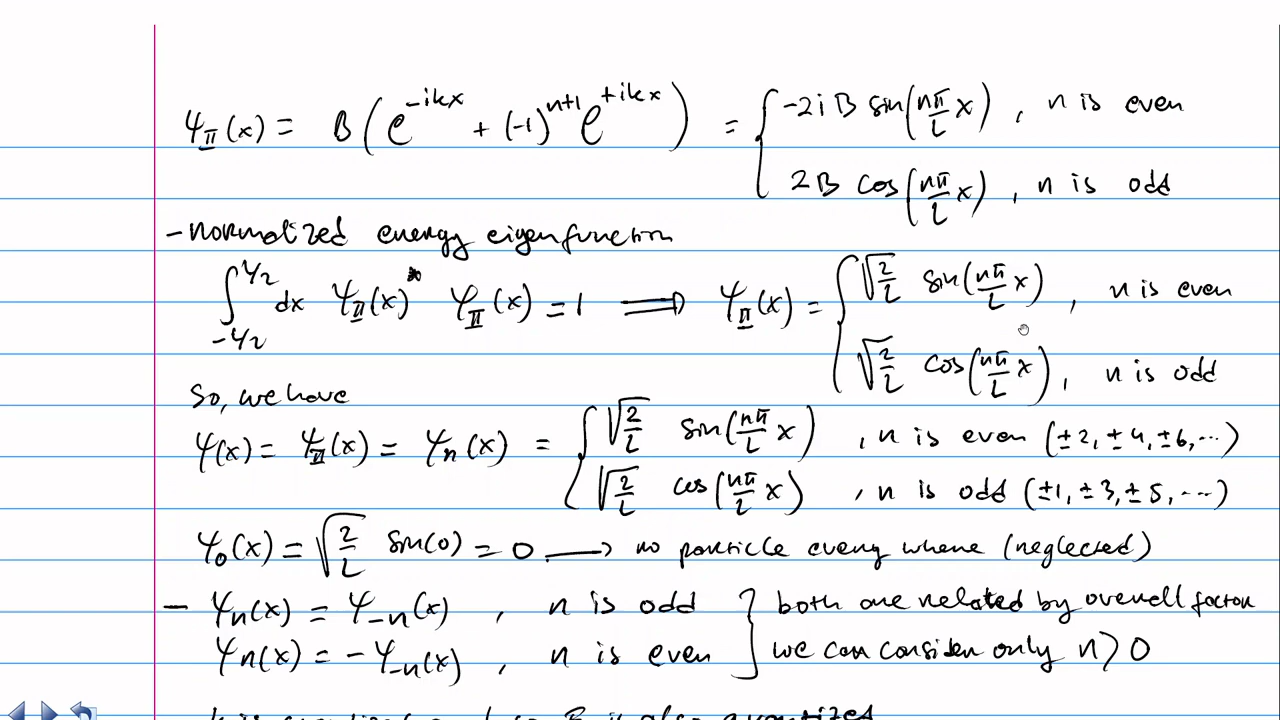 ψ_II(x) = B(e^{-ikx} + (-1)^{n+1} e^{+ikx}) = { -2iB sin(nπ/L x), n is even
2B cos(nπ/L x), n is odd
- normalized energy eigenfunction
∫_{-L/2}^{L/2} dx ψ_II(x)* ψ_II(x) = 1 ⟹ ψ_II(x) = { √(2/L) sin(nπ/L x), n is even
√(2/L) cos(nπ/L x), n is odd
So, we have
ψ(x) = ψ_II(x) = ψ_n(x) = { √(2/L) sin(nπ/L x), n is even (±2, ±4, ±6, ...)
√(2/L) cos(nπ/L x), n is odd (±1, ±3, ±5, ...)
ψ_0(x) = √(2/L) sin(0) = 0 ⟶ no particle every where (neglected)
- ψ_n(x) = ψ_{-n}(x), n is odd } both are related by overall factor
ψ_n(x) = -ψ_{-n}(x), n is even } we can consider only n > 0
is also quantized